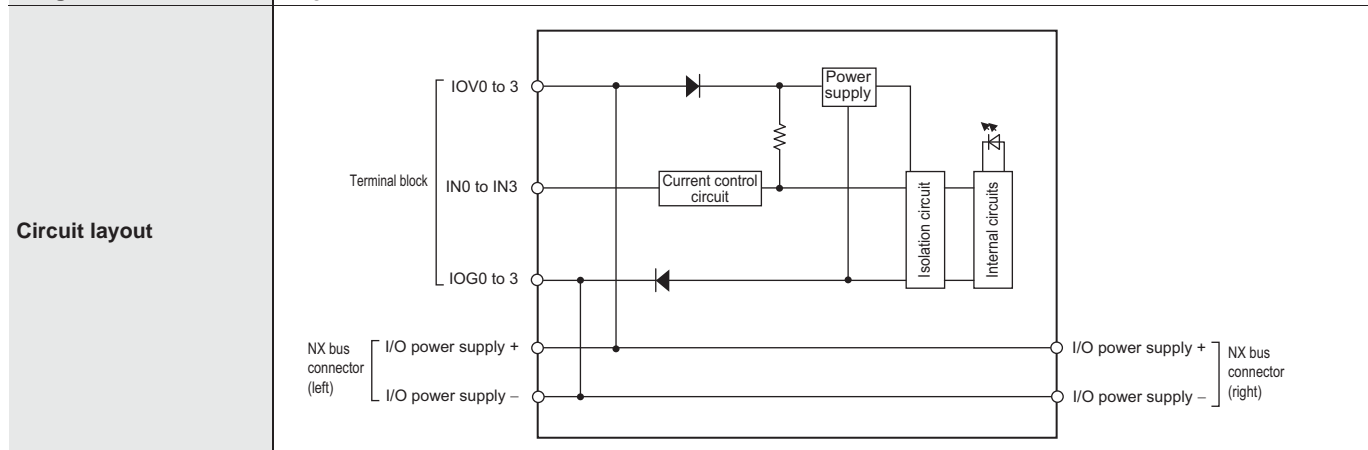 Circuit layout
Terminal block
IOV0 to 3
IN0 to IN3
IOG0 to 3
Power
supply
Current control
circuit
Isolation circuit
Internal circuits
NX bus
connector
(left)
I/O power supply +
I/O power supply −
I/O power supply +
I/O power supply −
NX bus
connector
(right)